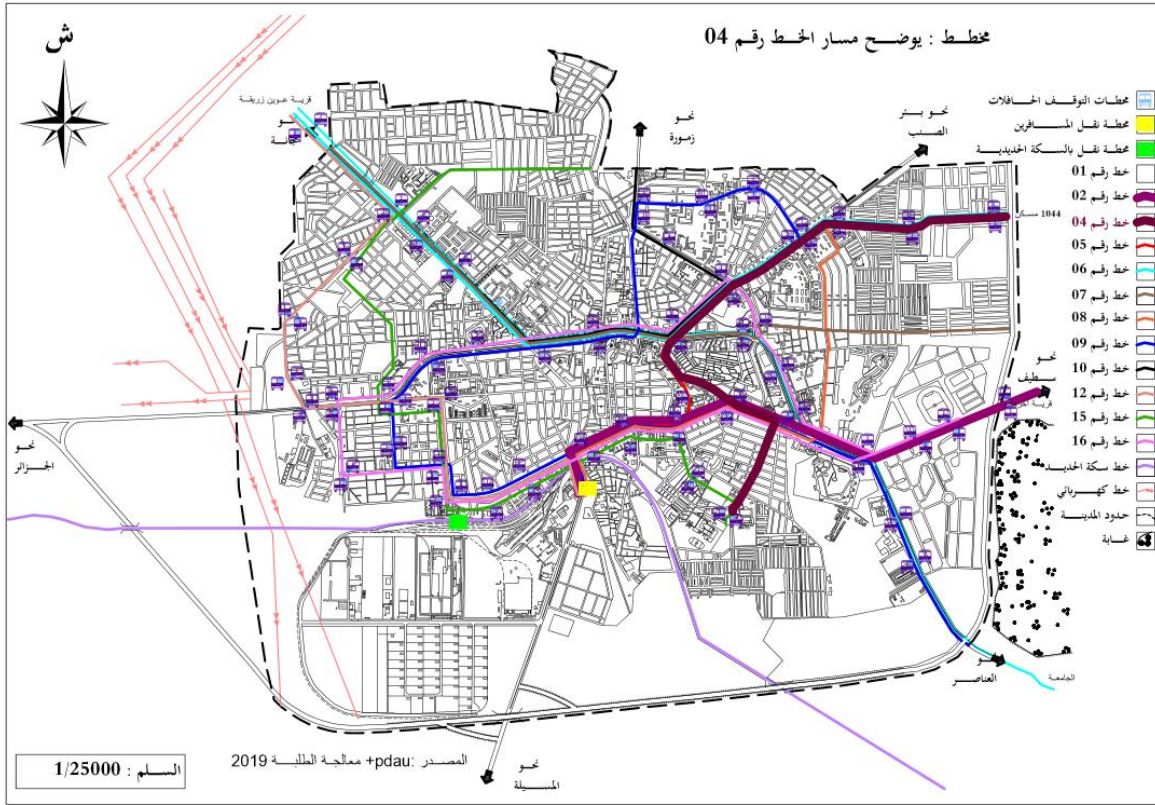 مخطط : يوضح مسار الخط رقم 04
ش
قرية عوين زريقة
نحو
زمورة
نحو بئر
الصنب
1044 مسكن
نحو
سطيف
نحو
الجزائر
العناصر
الجامعة
نحو
المسيلة
محطات التوقف الحافلات
محطة نقل المسافرين
محطة نقل بالسكة الحديدية
خط رقم 01
خط رقم 02
خط رقم 04
خط رقم 05
خط رقم 06
خط رقم 07
خط رقم 08
خط رقم 09
خط رقم 10
خط رقم 12
خط رقم 15
خط رقم 16
خط سكة الحديد
خط كهربائي
حدود المدينة
غابة
المصدر :pdau+ معالجة الطلبة 2019
السلم : 1/25000